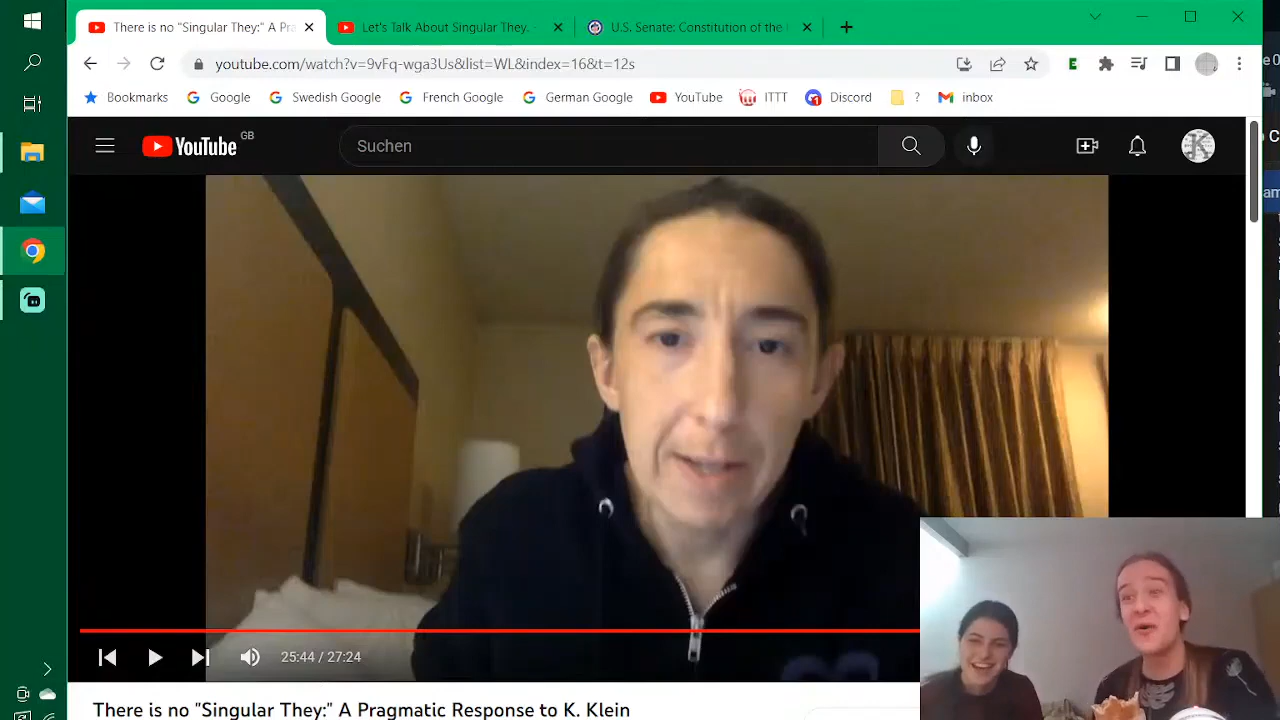 There is no "Singular They:" A Pr
Let's Talk About Singular They.
U.S. Senate: Constitution of the
youtube.com/watch?v=9vFq-wga3Us&list=WL&index=16&t=12s
Bookmarks
Google
Swedish Google
French Google
German Google
YouTube
ITTT
Discord
?
inbox
YouTube GB
Suchen
K
25:44 / 27:24
There is no "Singular They:" A Pragmatic Response to K. Klein